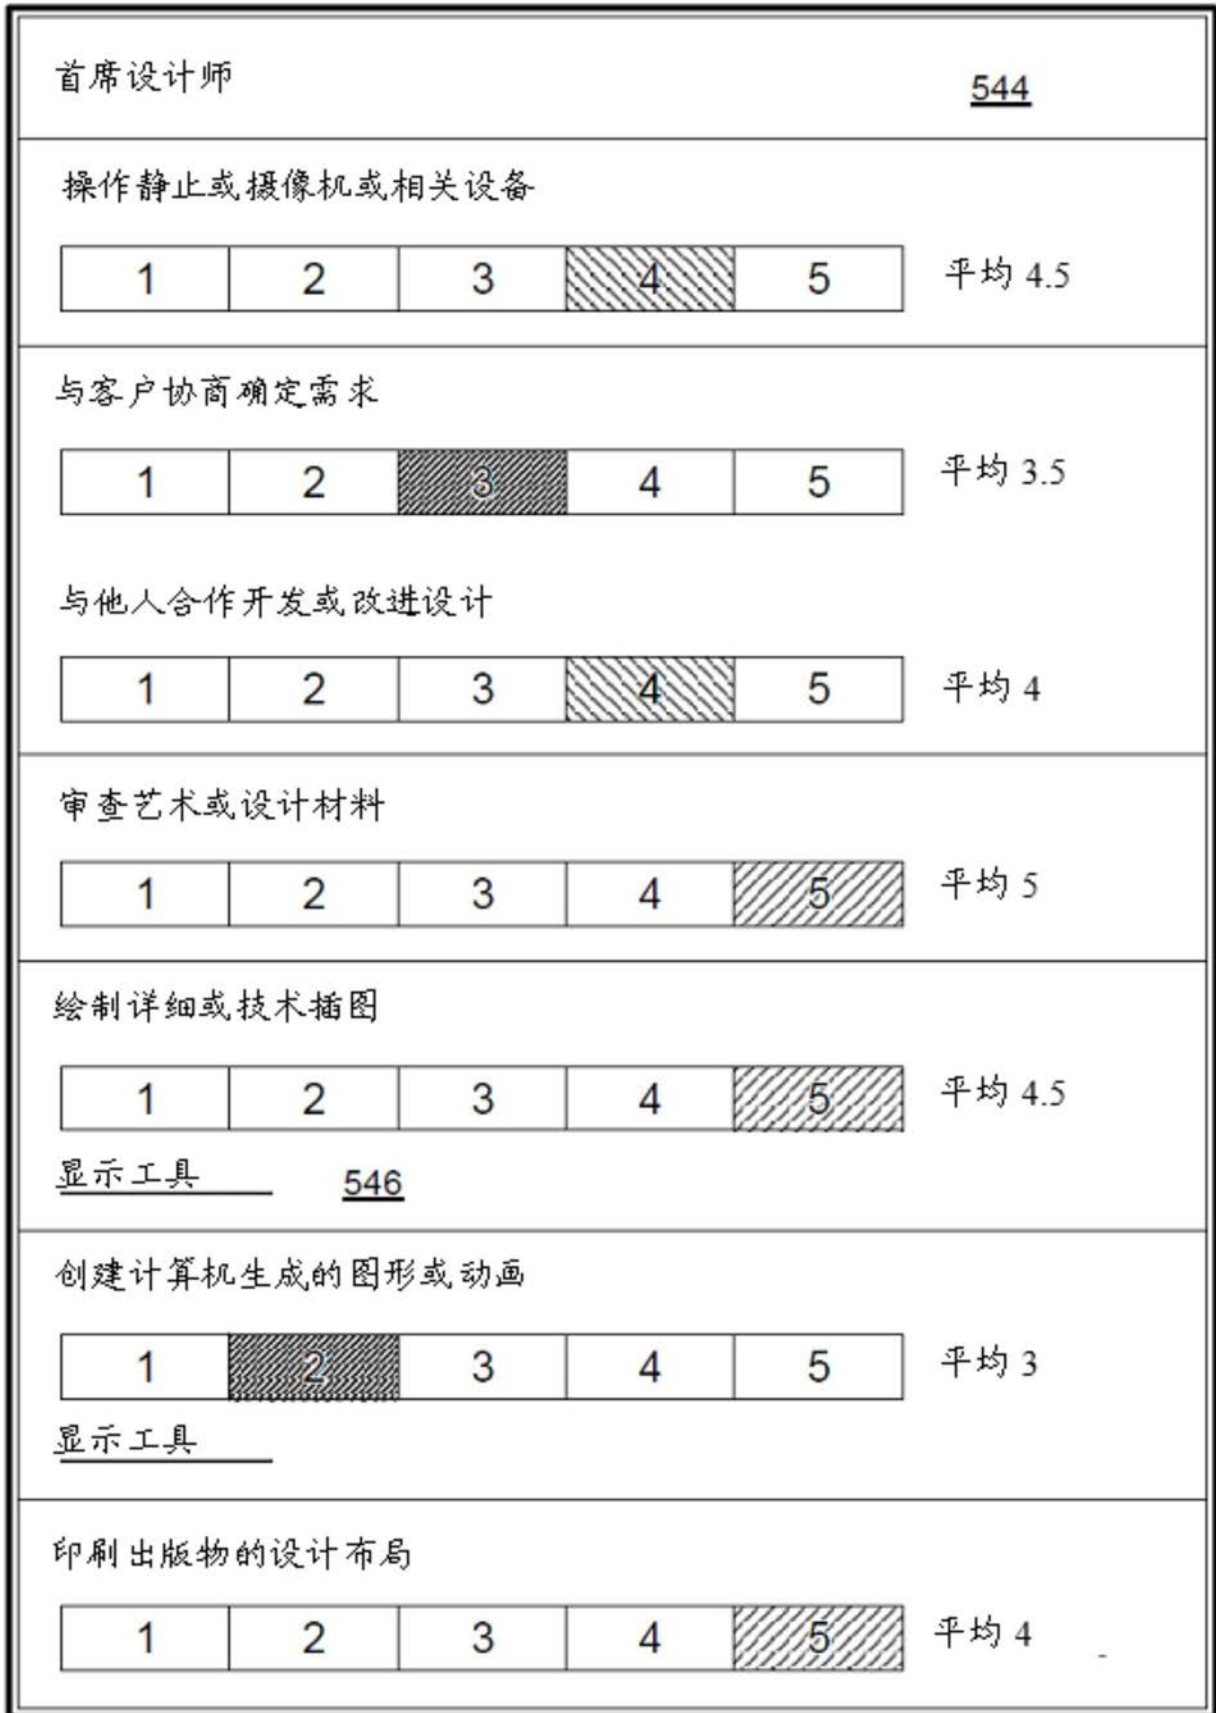 首席设计师 544
操作静止或摄像机或相关设备
1 2 3 4 5 平均 4.5
与客户协商确定需求
1 2 3 4 5 平均 3.5
与他人合作开发或改进设计
1 2 3 4 5 平均 4
审查艺术或设计材料
1 2 3 4 5 平均 5
绘制详细或技术插图
1 2 3 4 5 平均 4.5
显示工具 546
创建计算机生成的图形或动画
1 2 3 4 5 平均 3
显示工具
印刷出版物的设计布局
1 2 3 4 5 平均 4